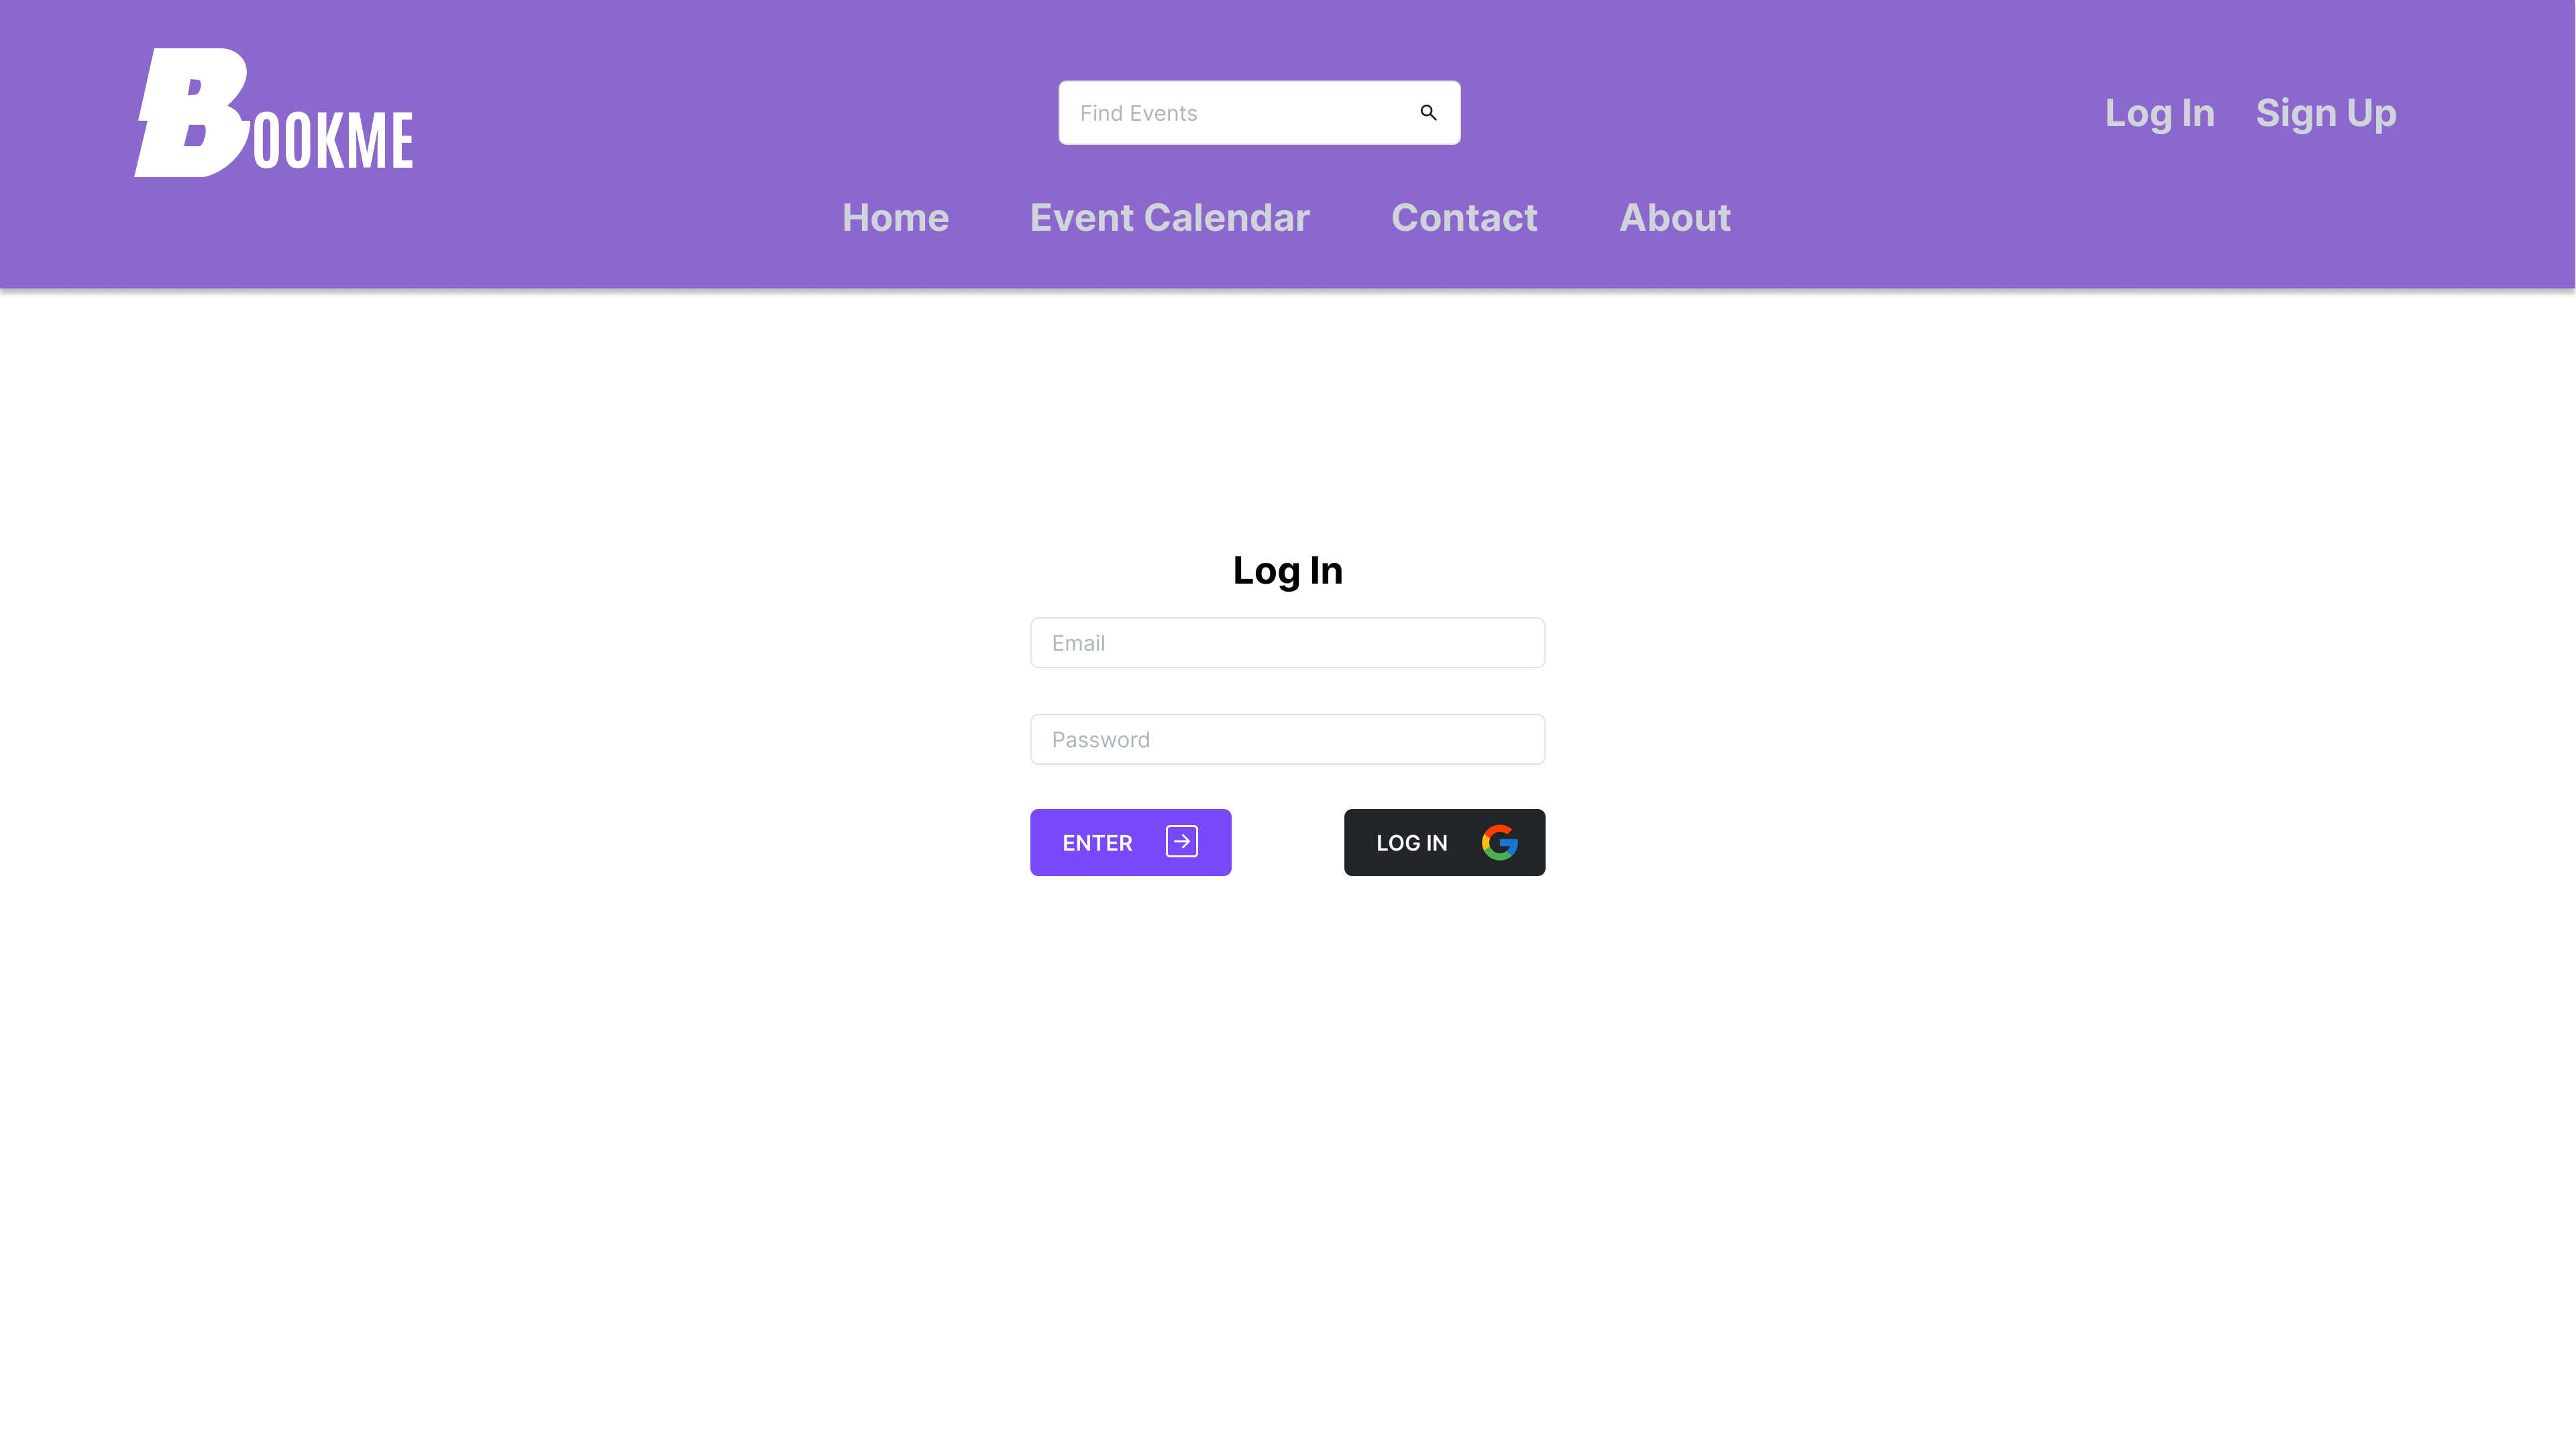 BOOKME
Find Events
Log In Sign Up
Home Event Calendar Contact About
Log In
Email
Password
ENTER LOG IN